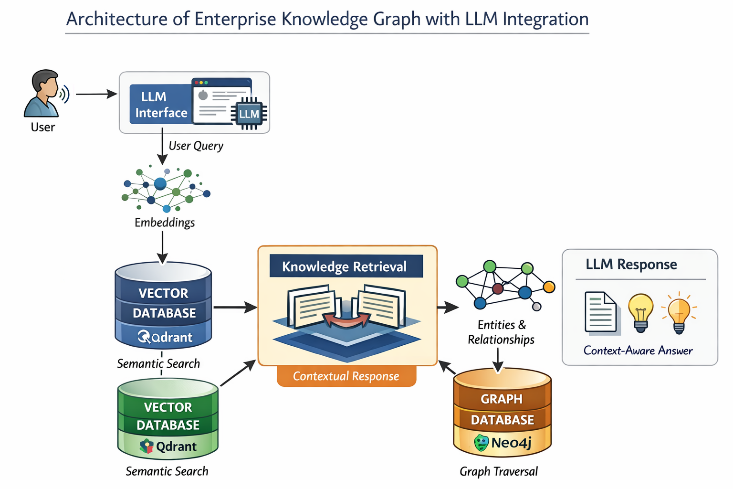 Architecture of Enterprise Knowledge Graph with LLM Integration
LLM
Interface
LLM
User
User Query
Embeddings
VECTOR
DATABASE
Qdrant
Semantic Search
VECTOR
DATABASE
Qdrant
Semantic Search
Knowledge Retrieval
Contextual Response
Entities &
Relationships
GRAPH
DATABASE
Neo4j
Graph Traversal
LLM Response
Context-Aware Answer